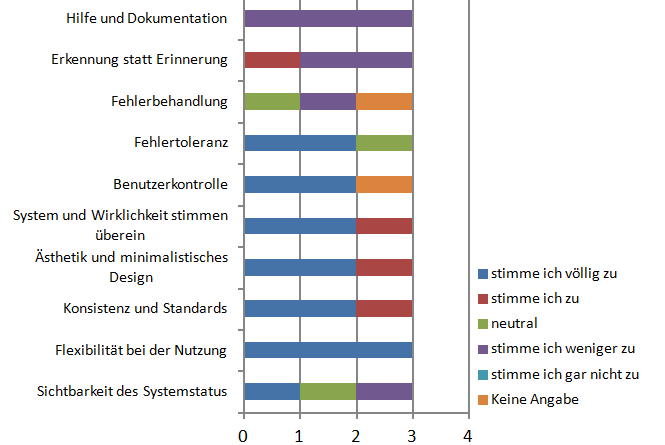 Hilfe und Dokumentation
Erkennung statt Erinnerung
Fehlerbehandlung
Fehlertoleranz
Benutzerkontrolle
System und Wirklichkeit stimmen
überein
Ästhetik und minimalistisches
Design
Konsistenz und Standards
Flexibilität bei der Nutzung
Sichtbarkeit des Systemstatus
0 1 2 3 4
stimme ich völlig zu
stimme ich zu
neutral
stimme ich weniger zu
stimme ich gar nicht zu
Keine Angabe